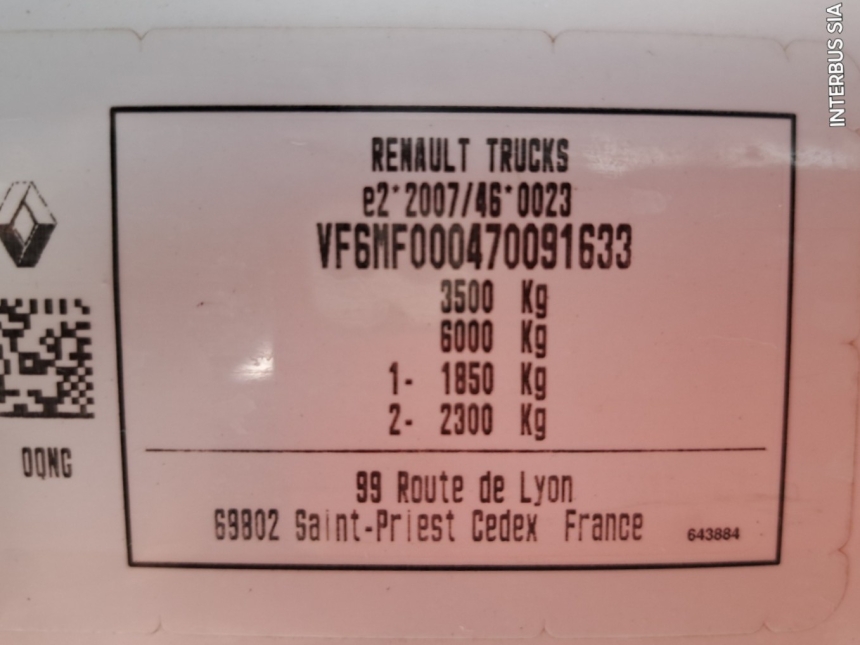 RENAULT TRUCKS
e2*2007/46*0023
VF6MF000470091633
3500 Kg
6000 Kg
1- 1850 Kg
2- 2300 Kg
99 Route de Lyon
69802 Saint-Priest Cedex France
643884
OQNG
INTERBUS SIA